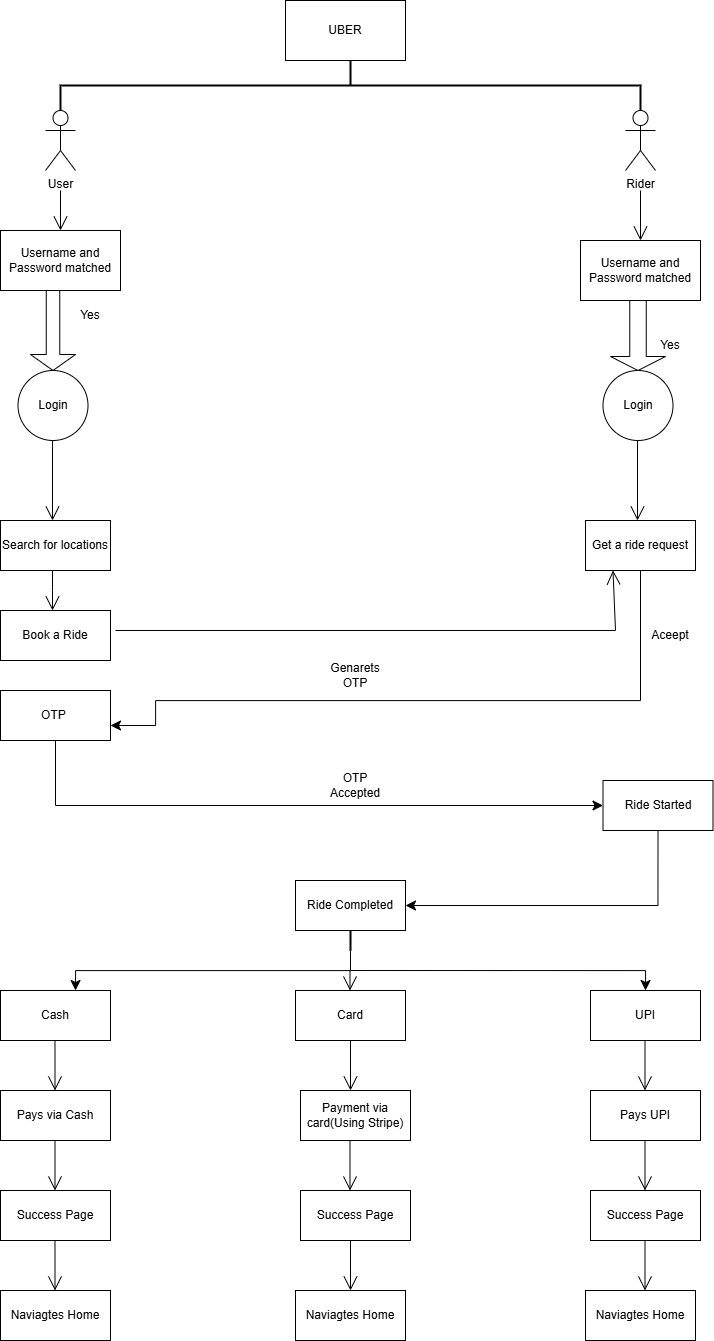 UBER
User
Rider
Username and
Password matched
Username and
Password matched
Yes
Yes
Login
Login
Search for locations
Get a ride request
Book a Ride
Aceept
Genarets
OTP
OTP
OTP
Accepted
Ride Started
Ride Completed
Cash
Card
UPI
Pays via Cash
Payment via
card(Using Stripe)
Pays UPI
Success Page
Success Page
Success Page
Naviagtes Home
Naviagtes Home
Naviagtes Home